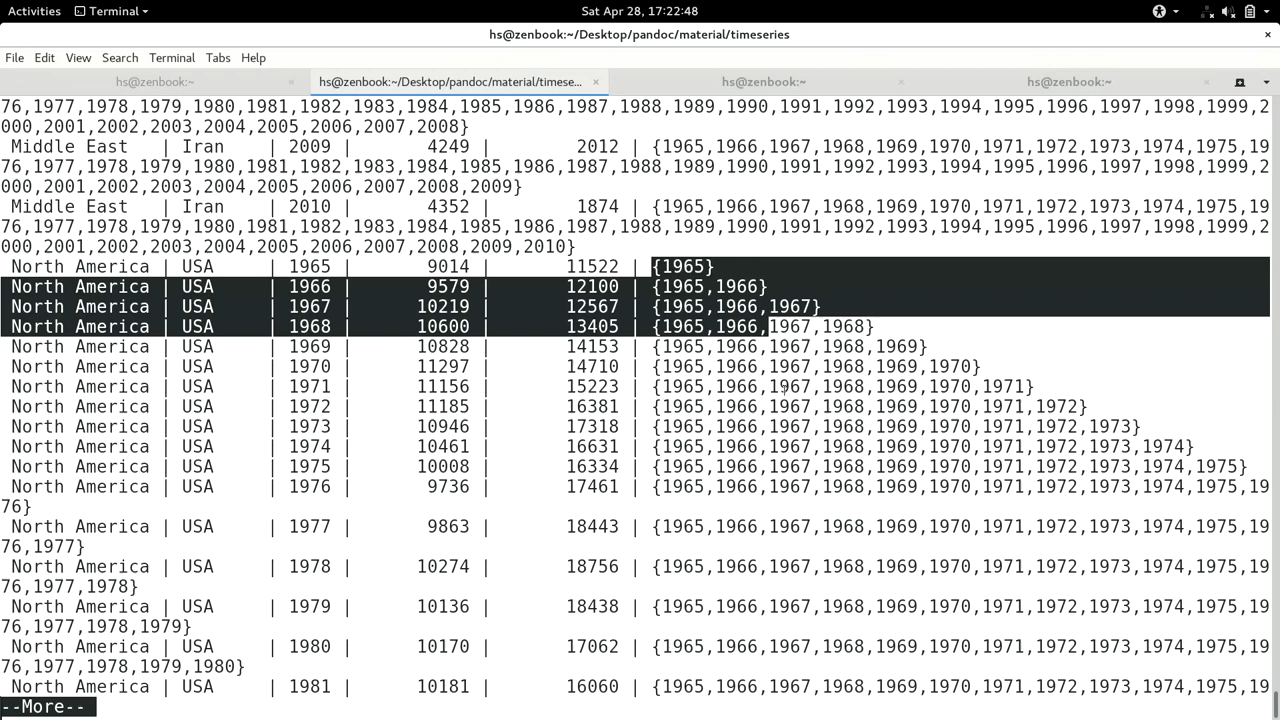 Activities Terminal Sat Apr 28, 17:22:48
hs@zenbook:~/Desktop/pandoc/material/timeseries ×
File Edit View Search Terminal Tabs Help
hs@zenbook:~ × hs@zenbook:~/Desktop/pandoc/material/timese... × hs@zenbook:~ × hs@zenbook:~ ×
76,1977,1978,1979,1980,1981,1982,1983,1984,1985,1986,1987,1988,1989,1990,1991,1992,1993,1994,1995,1996,1997,1998,1999,2
000,2001,2002,2003,2004,2005,2006,2007,2008}
Middle East | Iran | 2009 | 4249 | 2012 | {1965,1966,1967,1968,1969,1970,1971,1972,1973,1974,1975,19
76,1977,1978,1979,1980,1981,1982,1983,1984,1985,1986,1987,1988,1989,1990,1991,1992,1993,1994,1995,1996,1997,1998,1999,2
000,2001,2002,2003,2004,2005,2006,2007,2008,2009}
Middle East | Iran | 2010 | 4352 | 1874 | {1965,1966,1967,1968,1969,1970,1971,1972,1973,1974,1975,19
76,1977,1978,1979,1980,1981,1982,1983,1984,1985,1986,1987,1988,1989,1990,1991,1992,1993,1994,1995,1996,1997,1998,1999,2
000,2001,2002,2003,2004,2005,2006,2007,2008,2009,2010}
North America | USA | 1965 | 9014 | 11522 | {1965}
North America | USA | 1966 | 9579 | 12100 | {1965,1966}
North America | USA | 1967 | 10219 | 12567 | {1965,1966,1967}
North America | USA | 1968 | 10600 | 13405 | {1965,1966,1967,1968}
North America | USA | 1969 | 10828 | 14153 | {1965,1966,1967,1968,1969}
North America | USA | 1970 | 11297 | 14710 | {1965,1966,1967,1968,1969,1970}
North America | USA | 1971 | 11156 | 15223 | {1965,1966,1967,1968,1969,1970,1971}
North America | USA | 1972 | 11185 | 16381 | {1965,1966,1967,1968,1969,1970,1971,1972}
North America | USA | 1973 | 10946 | 17318 | {1965,1966,1967,1968,1969,1970,1971,1972,1973}
North America | USA | 1974 | 10461 | 16631 | {1965,1966,1967,1968,1969,1970,1971,1972,1973,1974}
North America | USA | 1975 | 10008 | 16334 | {1965,1966,1967,1968,1969,1970,1971,1972,1973,1974,1975}
North America | USA | 1976 | 9736 | 17461 | {1965,1966,1967,1968,1969,1970,1971,1972,1973,1974,1975,19
76}
North America | USA | 1977 | 9863 | 18443 | {1965,1966,1967,1968,1969,1970,1971,1972,1973,1974,1975,19
76,1977}
North America | USA | 1978 | 10274 | 18756 | {1965,1966,1967,1968,1969,1970,1971,1972,1973,1974,1975,19
76,1977,1978}
North America | USA | 1979 | 10136 | 18438 | {1965,1966,1967,1968,1969,1970,1971,1972,1973,1974,1975,19
76,1977,1978,1979}
North America | USA | 1980 | 10170 | 17062 | {1965,1966,1967,1968,1969,1970,1971,1972,1973,1974,1975,19
76,1977,1978,1979,1980}
North America | USA | 1981 | 10181 | 16060 | {1965,1966,1967,1968,1969,1970,1971,1972,1973,1974,1975,19
--More--